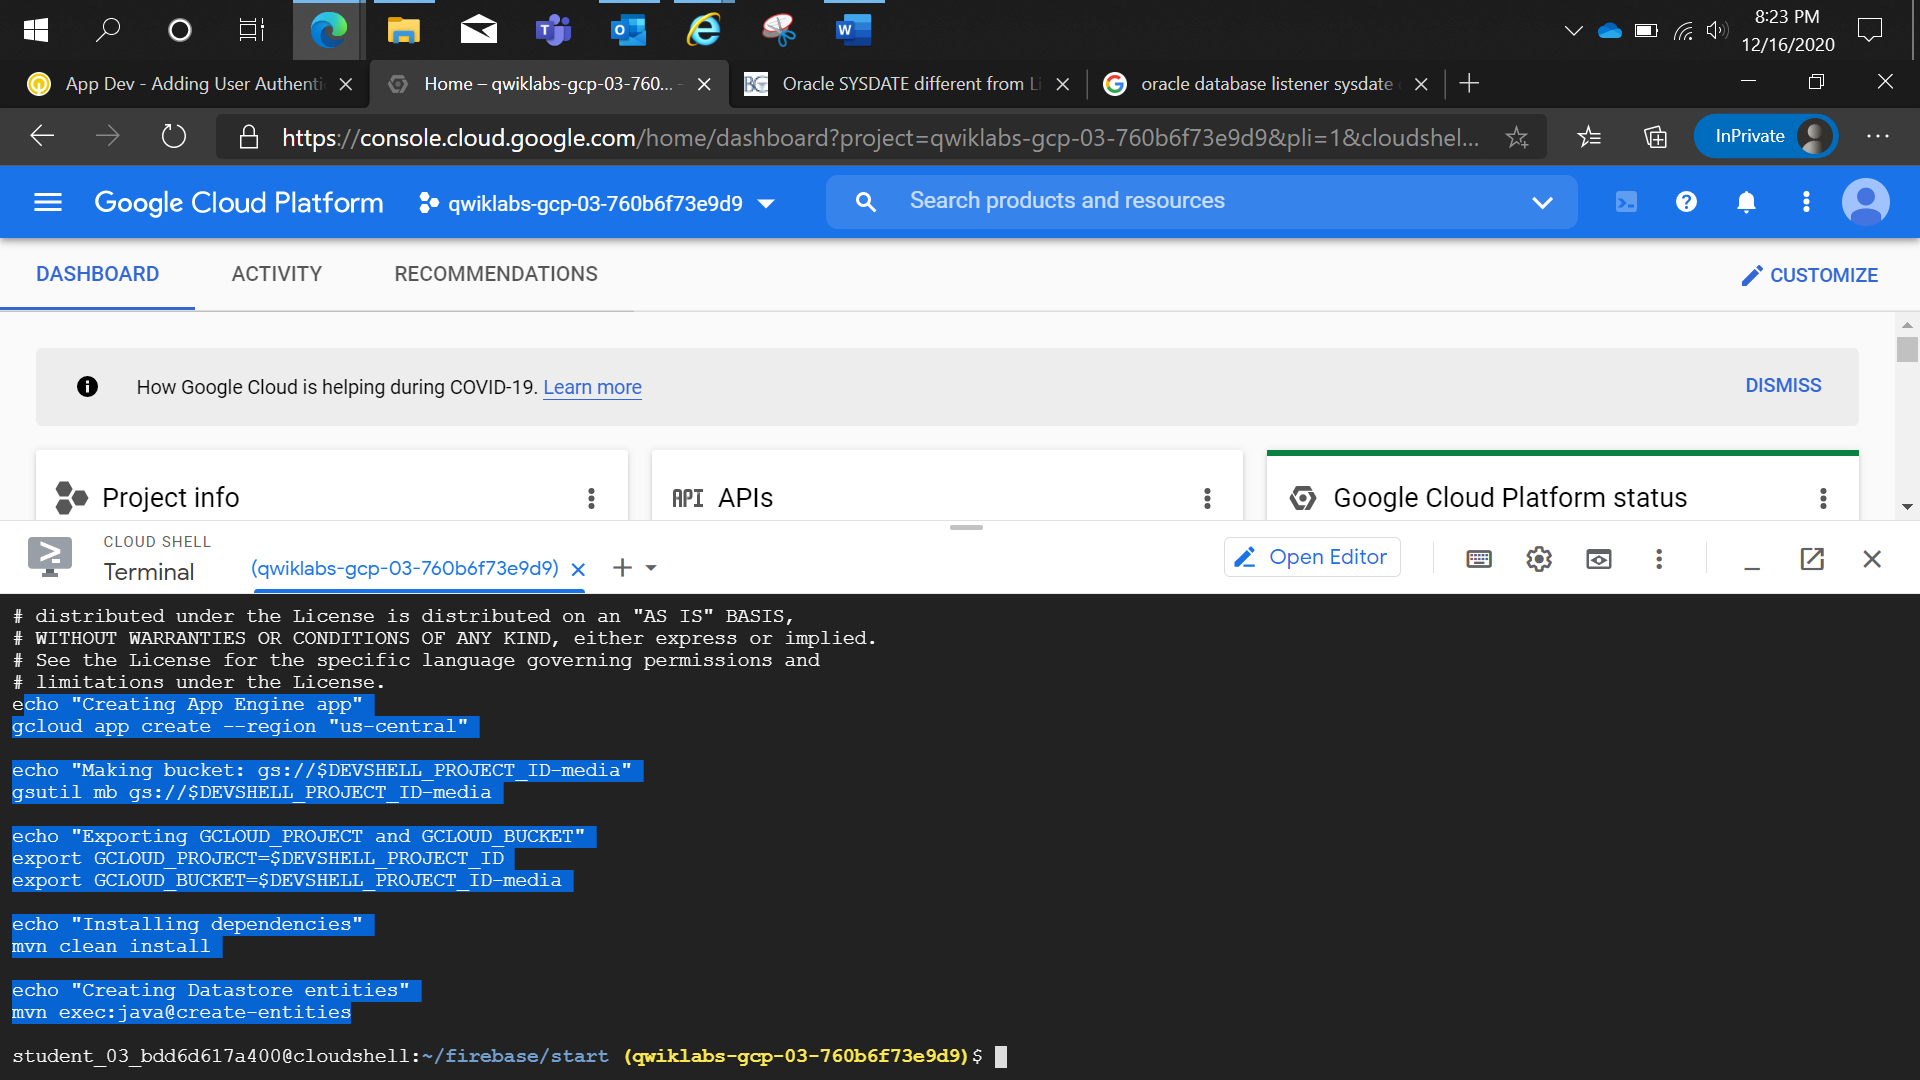 8:23 PM
12/16/2020
App Dev - Adding User Authenti
Home – qwiklabs-gcp-03-760...
Oracle SYSDATE different from Li
oracle database listener sysdate
https://console.cloud.google.com/home/dashboard?project=qwiklabs-gcp-03-760b6f73e9d9&pli=1&cloudshel...
InPrivate
Google Cloud Platform
qwiklabs-gcp-03-760b6f73e9d9
Search products and resources
DASHBOARD
ACTIVITY
RECOMMENDATIONS
CUSTOMIZE
How Google Cloud is helping during COVID-19. Learn more
DISMISS
Project info
API APIs
Google Cloud Platform status
CLOUD SHELL
Terminal
(qwiklabs-gcp-03-760b6f73e9d9)
Open Editor
# distributed under the License is distributed on an "AS IS" BASIS,
# WITHOUT WARRANTIES OR CONDITIONS OF ANY KIND, either express or implied.
# See the License for the specific language governing permissions and
# limitations under the License.
echo "Creating App Engine app"
gcloud app create --region "us-central"
echo "Making bucket: gs://$DEVSHELL_PROJECT_ID-media"
gsutil mb gs://$DEVSHELL_PROJECT_ID-media
echo "Exporting GCLOUD_PROJECT and GCLOUD_BUCKET"
export GCLOUD_PROJECT=$DEVSHELL_PROJECT_ID
export GCLOUD_BUCKET=$DEVSHELL_PROJECT_ID-media
echo "Installing dependencies"
mvn clean install
echo "Creating Datastore entities"
mvn exec:java@create-entities
student_03_bdd6d617a400@cloudshell:~/firebase/start (qwiklabs-gcp-03-760b6f73e9d9)$